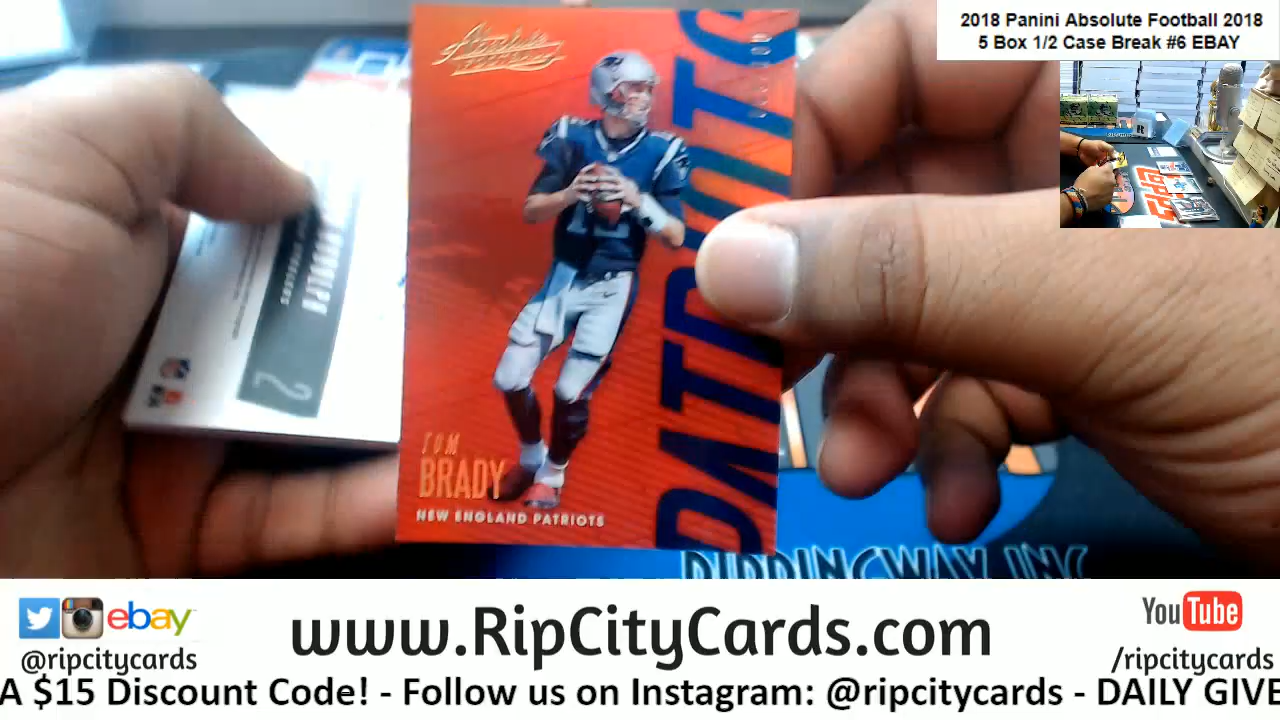 2018 Panini Absolute Football 2018
5 Box 1/2 Case Break #6 EBAY
Absolute
PATRIOTS
TOM
BRADY
NEW ENGLAND PATRIOTS
2
ebay
@ripcitycards
www.RipCityCards.com
YouTube
/ripcitycards
A $15 Discount Code! - Follow us on Instagram: @ripcitycards - DAILY GIVE